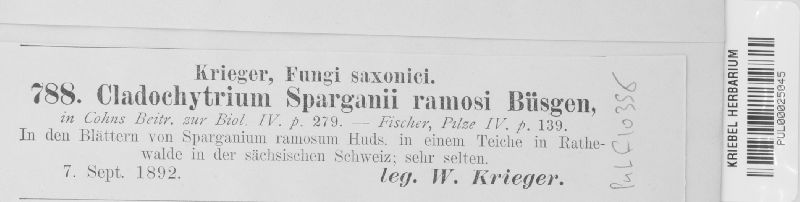 Krieger, Fungi saxonici.
788. Cladochytrium Sparganii ramosi Büsgen,
in Cohns Beitr. zur Biol. IV. p. 279. — Fischer, Pilze IV. p. 139.
In den Blättern von Sparganium ramosum Huds. in einem Teiche in Rathe-
walde in der sächsischen Schweiz; sehr selten.
7. Sept. 1892.
leg. W. Krieger.
PuL F10356
KRIEBEL HERBARIUM
PUL00025045